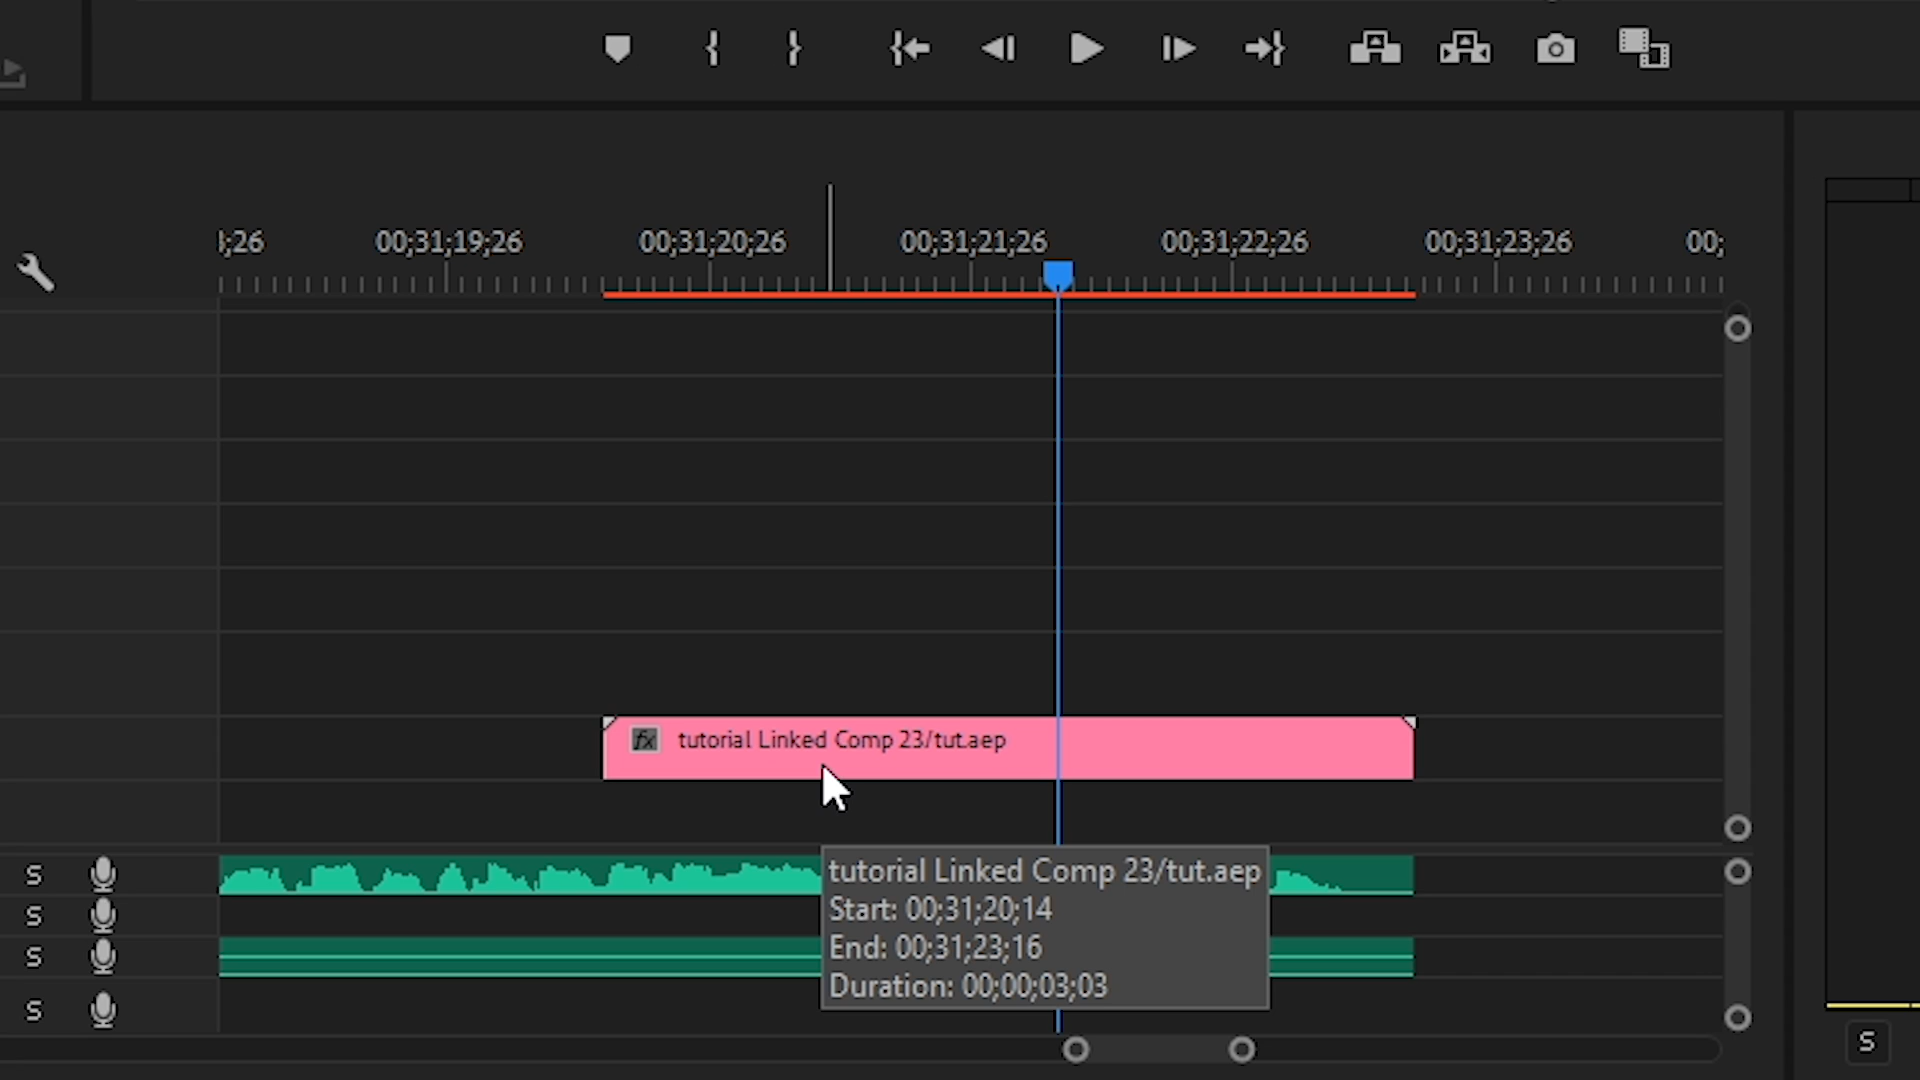 ;26 00;31;19;26 00;31;20;26 00;31;21;26 00;31;22;26 00;31;23;26 00;
fx tutorial Linked Comp 23/tut.aep
S
S
S
S
tutorial Linked Comp 23/tut.aep
Start: 00;31;20;14
End: 00;31;23;16
Duration: 00;00;03;03
S